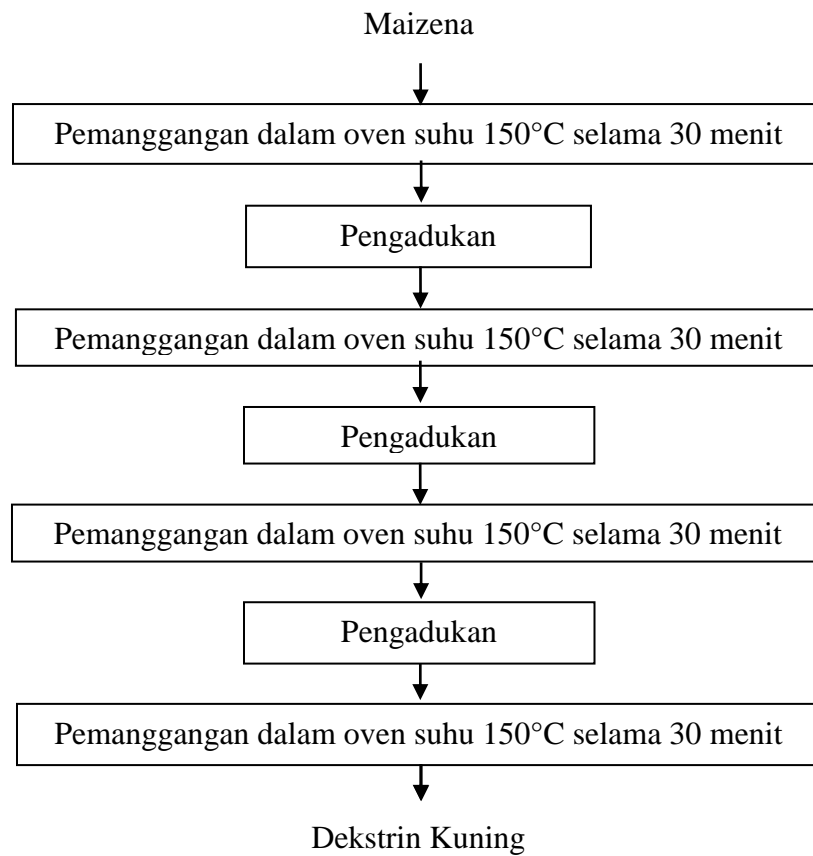 Maizena
Pemanggangan dalam oven suhu 150°C selama 30 menit
Pengadukan
Pemanggangan dalam oven suhu 150°C selama 30 menit
Pengadukan
Pemanggangan dalam oven suhu 150°C selama 30 menit
Pengadukan
Pemanggangan dalam oven suhu 150°C selama 30 menit
Dekstrin Kuning